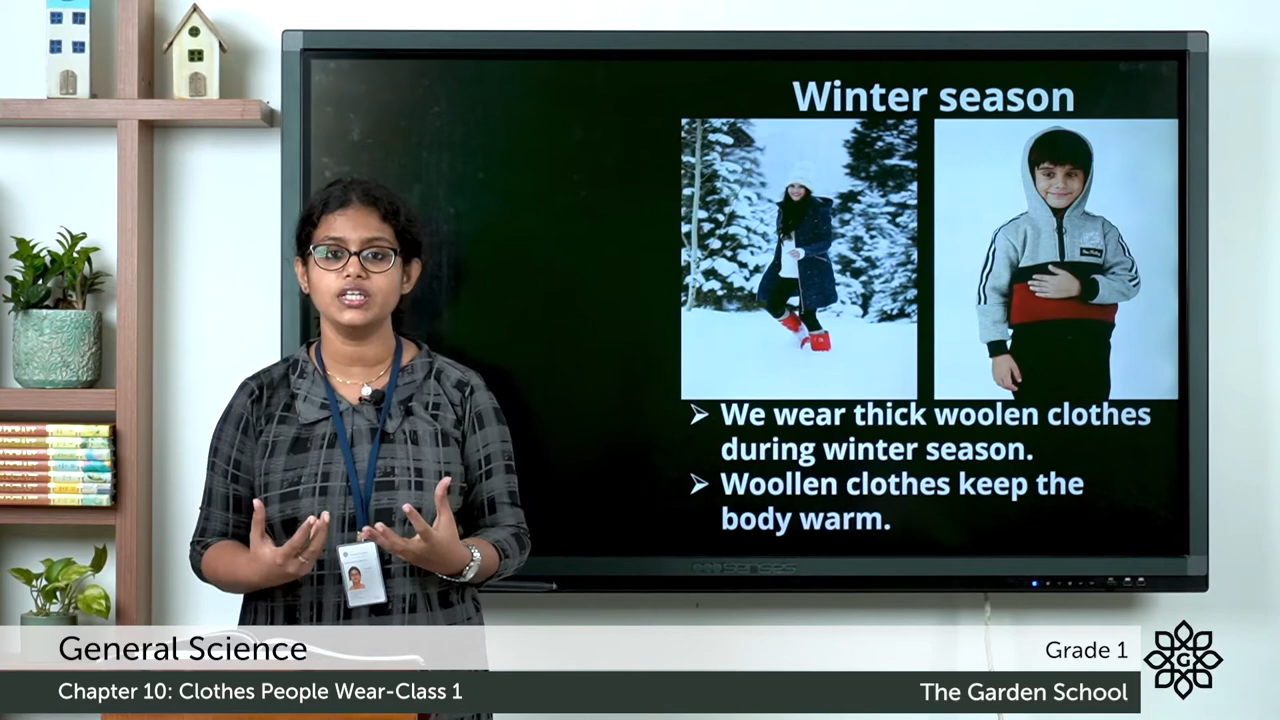 Winter season
➢ We wear thick woolen clothes
during winter season.
➢ Woollen clothes keep the
body warm.
General Science
Grade 1
G
Chapter 10: Clothes People Wear-Class 1
The Garden School